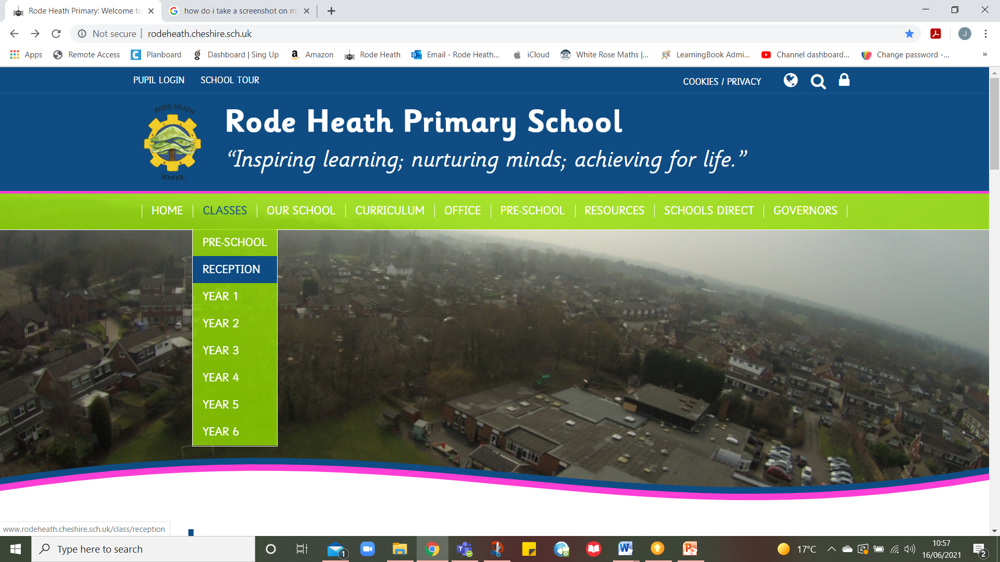 Rode Heath Primary: Welcome to
how do i take a screenshot on my
Not secure | rodeheath.cheshire.sch.uk
J
Apps Remote Access Planboard Dashboard | Sing Up Amazon Rode Heath Email - Rode Heath... iCloud White Rose Maths |... LearningBook Admi... Channel dashboard... Change password -... »
PUPIL LOGIN SCHOOL TOUR COOKIES / PRIVACY
RODE HEATH
SCHOOL
Rode Heath Primary School
“Inspiring learning; nurturing minds; achieving for life.”
HOME CLASSES OUR SCHOOL CURRICULUM OFFICE PRE-SCHOOL RESOURCES SCHOOLS DIRECT GOVERNORS
PRE-SCHOOL
RECEPTION
YEAR 1
YEAR 2
YEAR 3
YEAR 4
YEAR 5
YEAR 6
www.rodeheath.cheshire.sch.uk/class/reception
Type here to search
1
17°C
10:57
16/06/2021
2